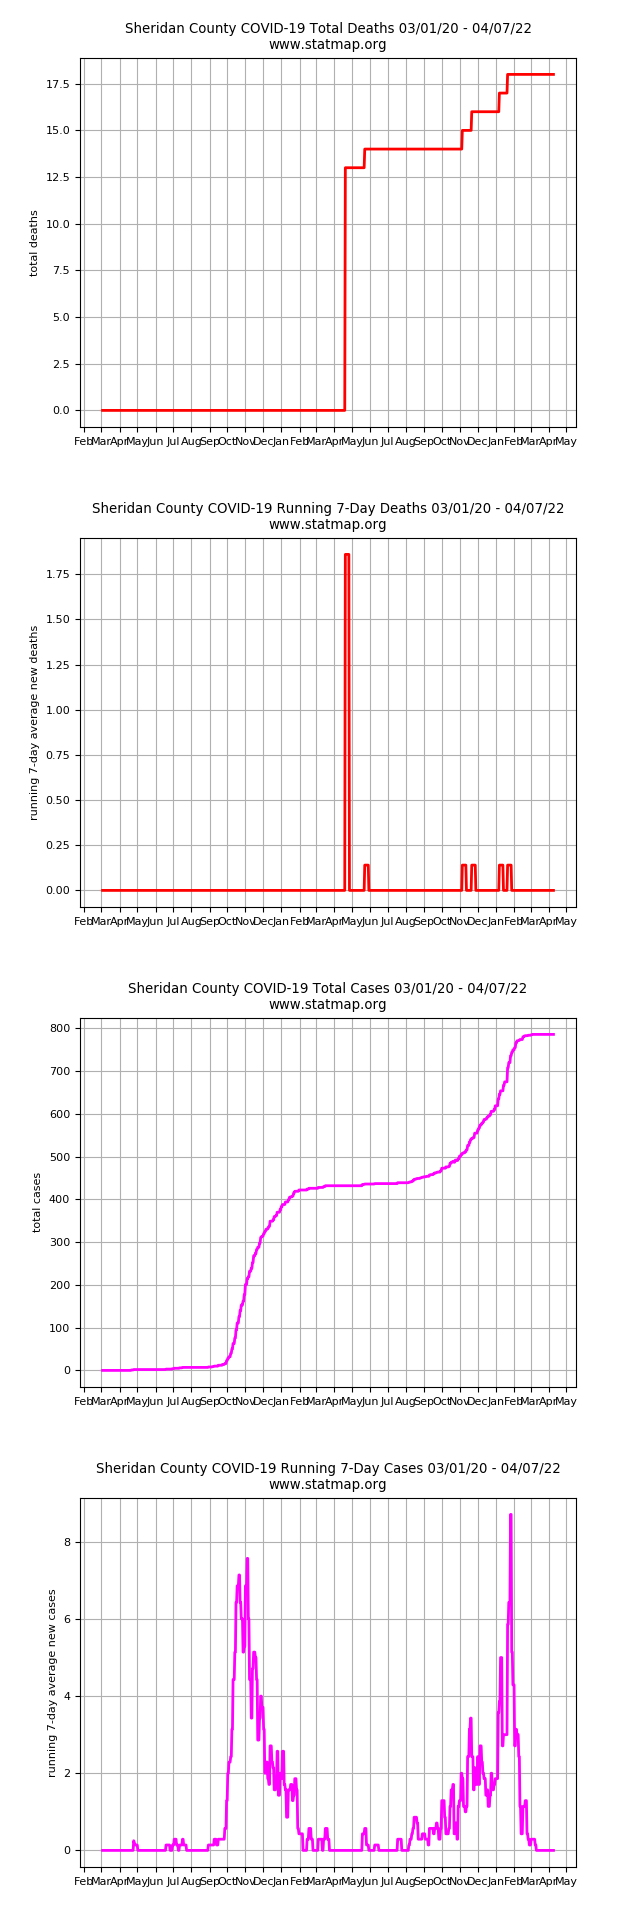 Sheridan County COVID-19 Total Deaths 03/01/20 - 04/07/22
www.statmap.org
total deaths
17.5
15.0
12.5
10.0
7.5
5.0
2.5
0.0
Feb Mar Apr May Jun Jul Aug Sep Oct Nov Dec Jan Feb Mar Apr May Jun Jul Aug Sep Oct Nov Dec Jan Feb Mar Apr May
Sheridan County COVID-19 Running 7-Day Deaths 03/01/20 - 04/07/22
www.statmap.org
running 7-day average new deaths
1.75
1.50
1.25
1.00
0.75
0.50
0.25
0.00
Feb Mar Apr May Jun Jul Aug Sep Oct Nov Dec Jan Feb Mar Apr May Jun Jul Aug Sep Oct Nov Dec Jan Feb Mar Apr May
Sheridan County COVID-19 Total Cases 03/01/20 - 04/07/22
www.statmap.org
total cases
800
700
600
500
400
300
200
100
0
Feb Mar Apr May Jun Jul Aug Sep Oct Nov Dec Jan Feb Mar Apr May Jun Jul Aug Sep Oct Nov Dec Jan Feb Mar Apr May
Sheridan County COVID-19 Running 7-Day Cases 03/01/20 - 04/07/22
www.statmap.org
running 7-day average new cases
8
6
4
2
0
Feb Mar Apr May Jun Jul Aug Sep Oct Nov Dec Jan Feb Mar Apr May Jun Jul Aug Sep Oct Nov Dec Jan Feb Mar Apr May